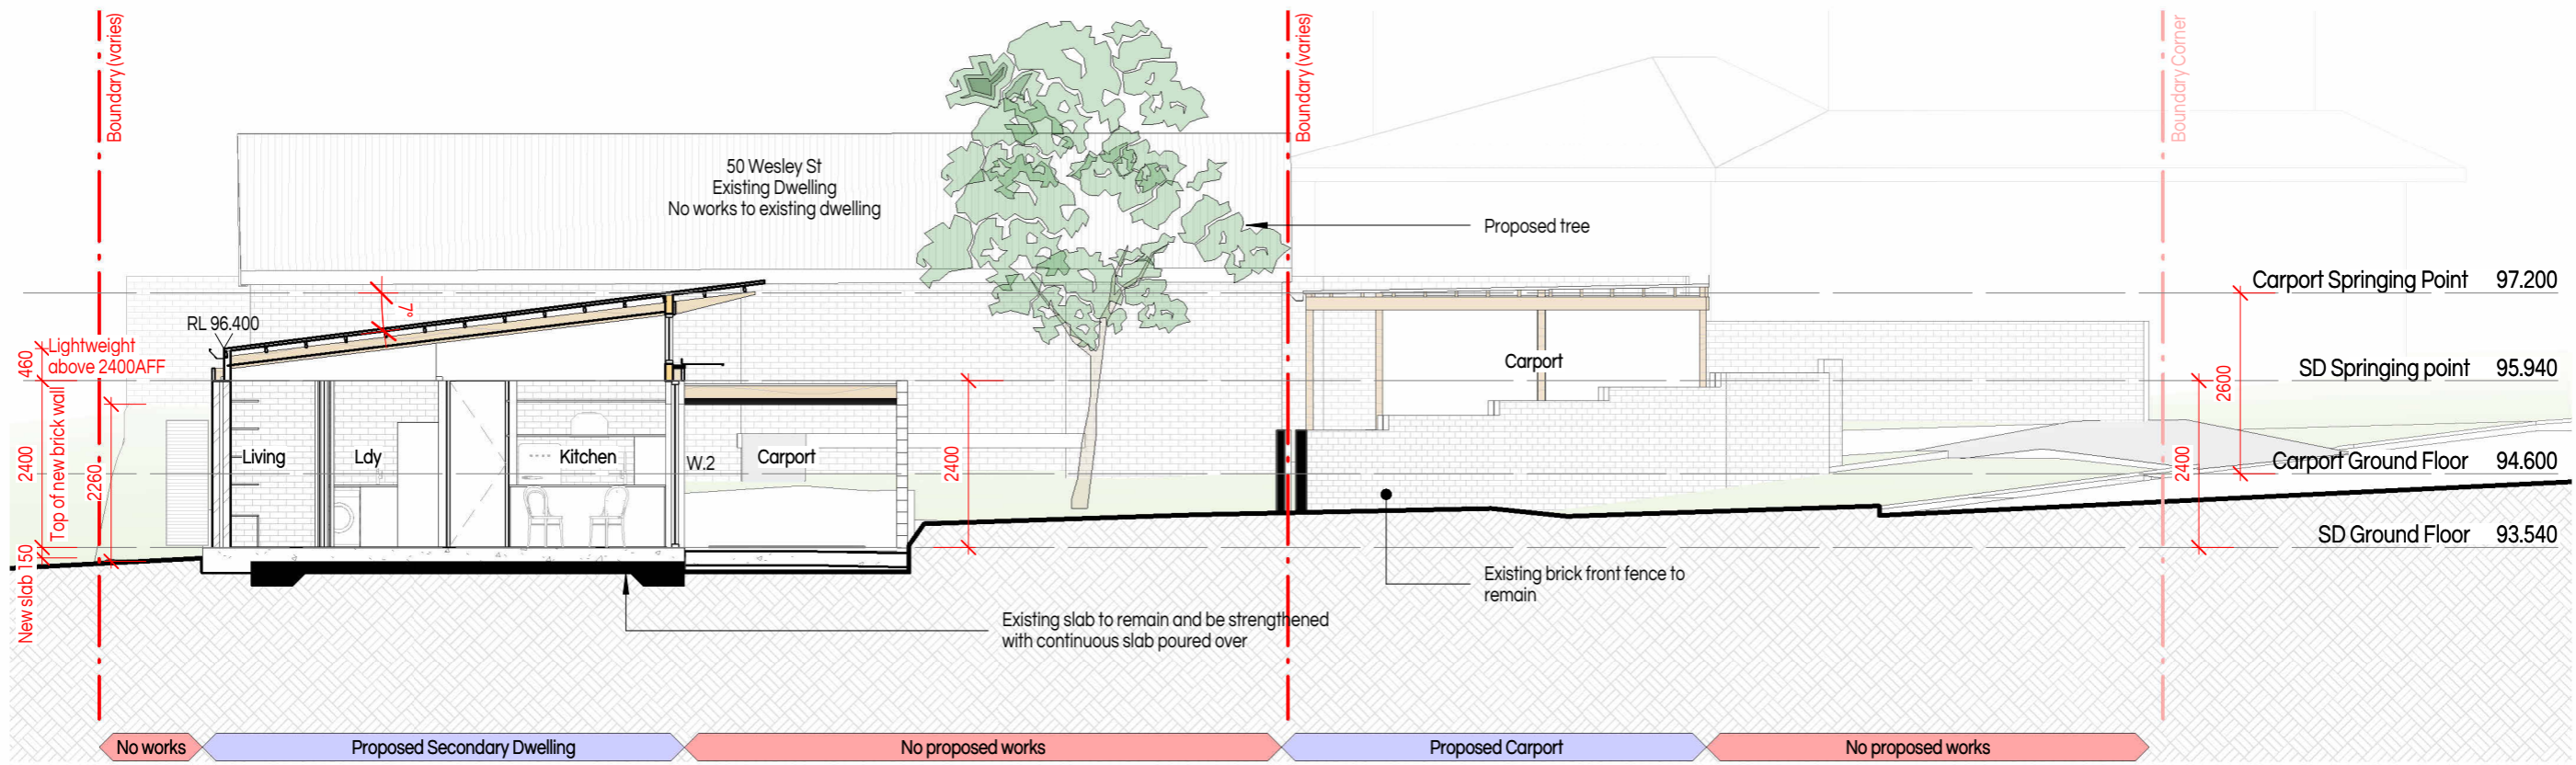 Boundary (varies)
Boundary (varies)
Boundary Corner
50 Wesley St
Existing Dwelling
No works to existing dwelling
Proposed tree
Carport Springing Point 97.200
7°
RL 96.400
Lightweight
above 2400AFF
460
Carport
SD Springing point 95.940
2600
2400
Top of new brick wall
2260
Living
Ldy
Kitchen
W.2
Carport
2400
2400
Carport Ground Floor 94.600
SD Ground Floor 93.540
New slab 150
Existing brick front fence to
remain
Existing slab to remain and be strengthened
with continuous slab poured over
No works
Proposed Secondary Dwelling
No proposed works
Proposed Carport
No proposed works